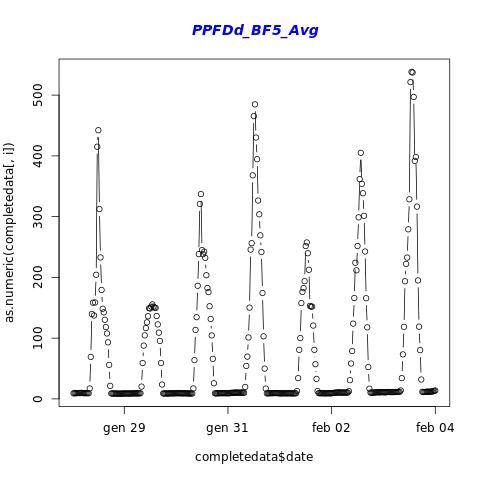 PPFDd_BF5_Avg
as.numeric(completedata[, i])
500
400
300
200
100
0
gen 29 gen 31 feb 02 feb 04
completedata$date